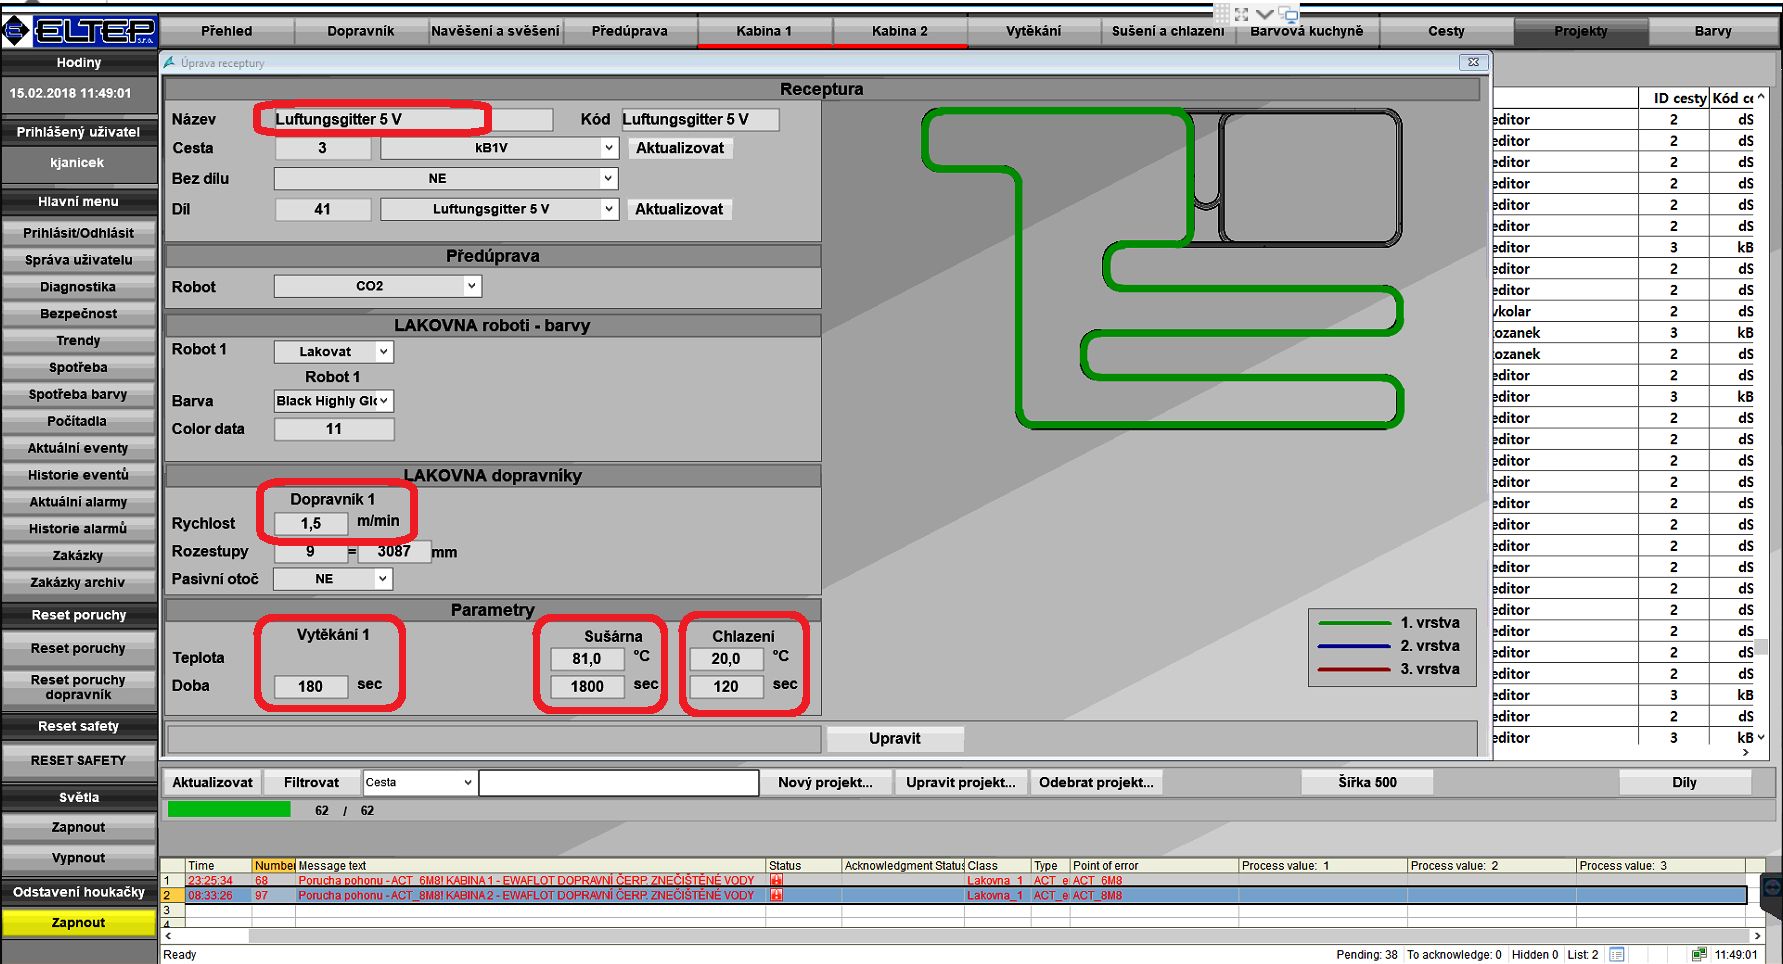 ELTEP s.r.o.
Přehled
Dopravník
Navěšení a svěšení
Předúprava
Kabina 1
Kabina 2
Vytěkání
Sušení a chlazení
Barvová kuchyně
Cesty
Projekty
Barvy
Hodiny
15.02.2018 11:49:01
Prihlášený uživatel
kjanicek
Hlavní menu
Prihlásit/Odhlásit
Správa uživatelu
Diagnostika
Bezpečnost
Trendy
Spotřeba
Spotřeba barvy
Počítadla
Aktuální eventy
Historie eventů
Aktuální alarmy
Historie alarmů
Zakázky
Zakázky archiv
Reset poruchy
Reset poruchy
Reset poruchy dopravník
Reset safety
RESET SAFETY
Světla
Zapnout
Vypnout
Odstavení houkačky
Zapnout
Úprava receptury
Receptura
Název Luftungsgitter 5 V Kód Luftungsgitter 5 V
Cesta 3 kB1V Aktualizovat
Bez dílu NE
Díl 41 Luftungsgitter 5 V Aktualizovat
Předúprava
Robot CO2
LAKOVNA roboti - barvy
Robot 1 Lakovat
Robot 1
Barva Black Highly Glo
Color data 11
LAKOVNA dopravníky
Dopravník 1
Rychlost 1,5 m/min
Rozestupy 9 = 3087 mm
Pasivní otoč NE
Parametry
Vytěkání 1 Sušárna Chlazení
Teplota 81,0 °C 20,0 °C
Doba 180 sec 1800 sec 120 sec
1. vrstva
2. vrstva
3. vrstva
Upravit
ID cesty Kód ce
editor 2 dS
editor 2 dS
editor 2 dS
editor 2 dS
editor 2 dS
editor 2 dS
editor 3 kB
editor 2 dS
editor 2 dS
vkolar 2 dS
ozanek 3 kB
ozanek 2 dS
editor 2 dS
editor 3 kB
editor 2 dS
editor 2 dS
editor 2 dS
editor 2 dS
editor 2 dS
editor 2 dS
editor 2 dS
editor 2 dS
editor 2 dS
editor 2 dS
editor 2 dS
editor 2 dS
editor 2 dS
editor 3 kB
editor 2 dS
editor 3 kB
Aktualizovat Filtrovat Cesta Nový projekt... Upravit projekt... Odebrat projekt... Šířka 500 Díly
62 / 62
Time Number Message text Status Acknowledgment Status Class Type Point of error Process value: 1 Process value: 2 Process value: 3
1 23:25:34 68 Porucha pohonu - ACT_6M8! KABINA 1 - EWAFLOT DOPRAVNÍ ČERP. ZNEČIŠTĚNÉ VODY Lakovna_1 ACT_e ACT_6M8
2 08:33:26 97 Porucha pohonu - ACT_8M8! KABINA 2 - EWAFLOT DOPRAVNÍ ČERP. ZNEČIŠTĚNÉ VODY Lakovna_1 ACT_e ACT_8M8
3
4
Ready Pending: 38 To acknowledge: 0 Hidden 0 List: 2 11:49:01